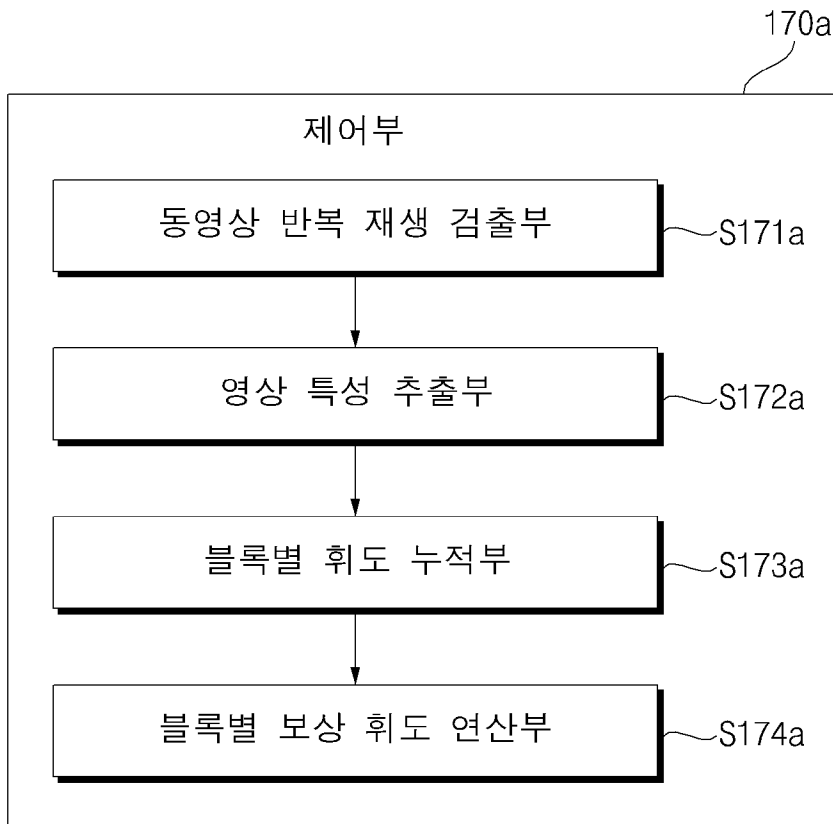 170a
제어부
동영상 반복 재생 검출부
S171a
영상 특성 추출부
S172a
블록별 휘도 누적부
S173a
블록별 보상 휘도 연산부
S174a